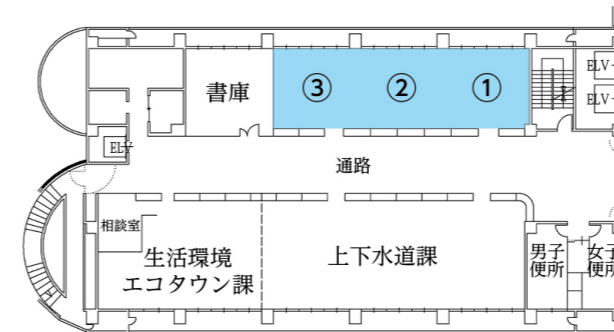 ELV
ELV
書庫
③
②
①
ELV
通路
相談室
生活環境
エコタウン課
上下水道課
男子
便所
女子
便所